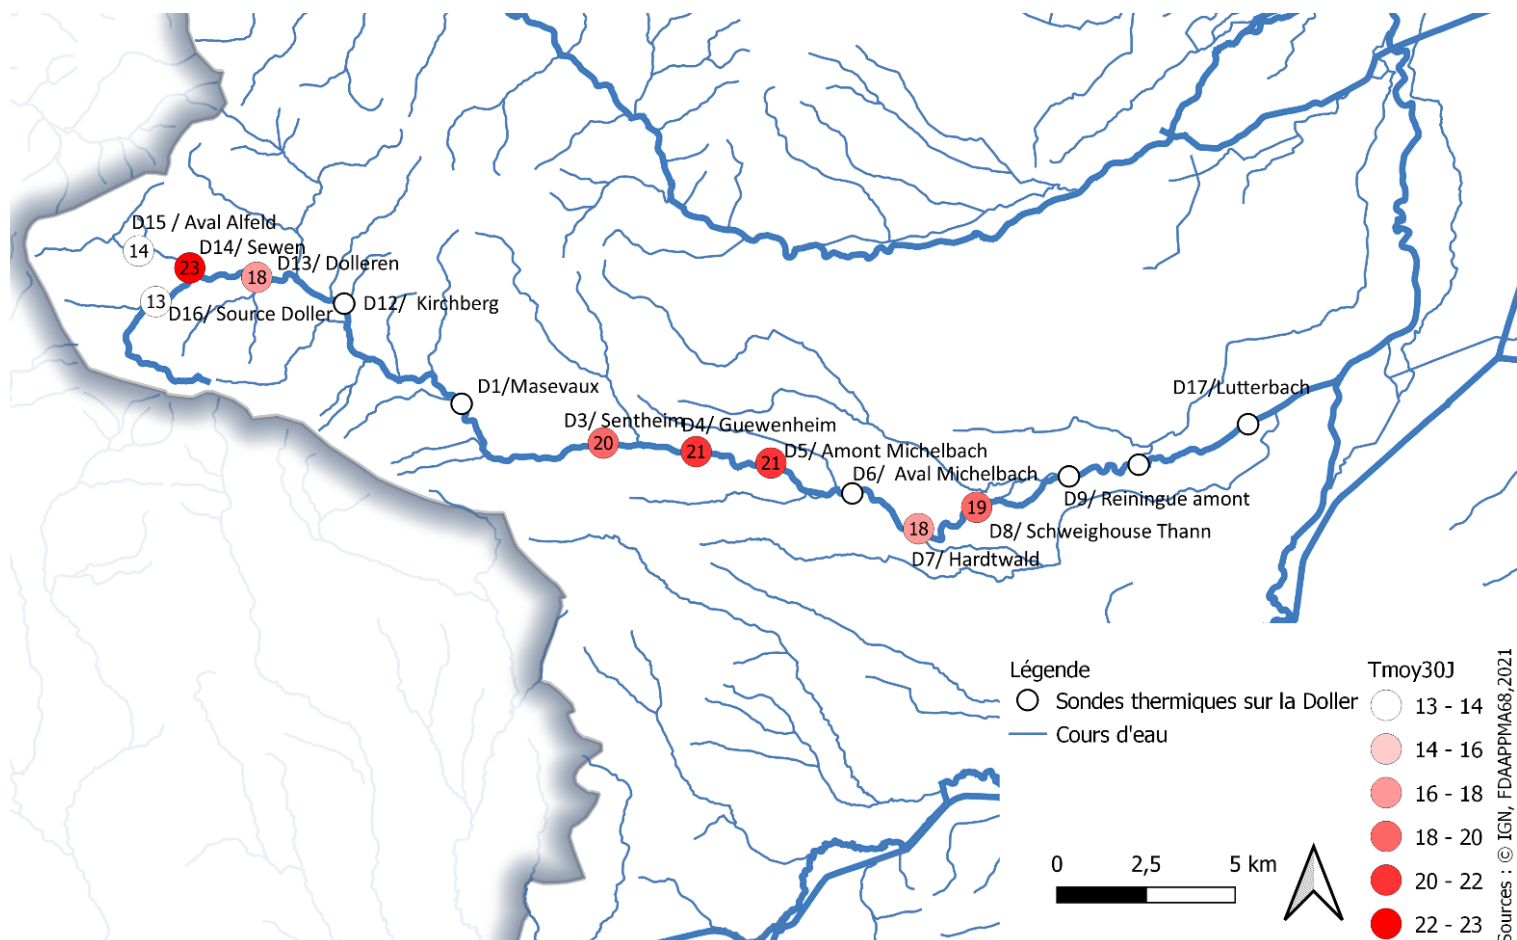 D15 / Aval Alfeld
14
D14/ Sewen
23
D13/ Dolleren
18
13
D16/ Source Doller
D12/ Kirchberg
D1/Masevaux
D17/Lutterbach
D3/ Sentheim
D4/ Guewenheim
20
21
D5/ Amont Michelbach
21
D6/ Aval Michelbach
D9/ Reiningue amont
19
18
D8/ Schweighouse Thann
D7/ Hardtwald
Légende
Sondes thermiques sur la Doller
Cours d'eau
0 2,5 5 km
Tmoy30J
13 - 14
14 - 16
16 - 18
18 - 20
20 - 22
22 - 23
Sources : © IGN, FDAAPPMA68,2021